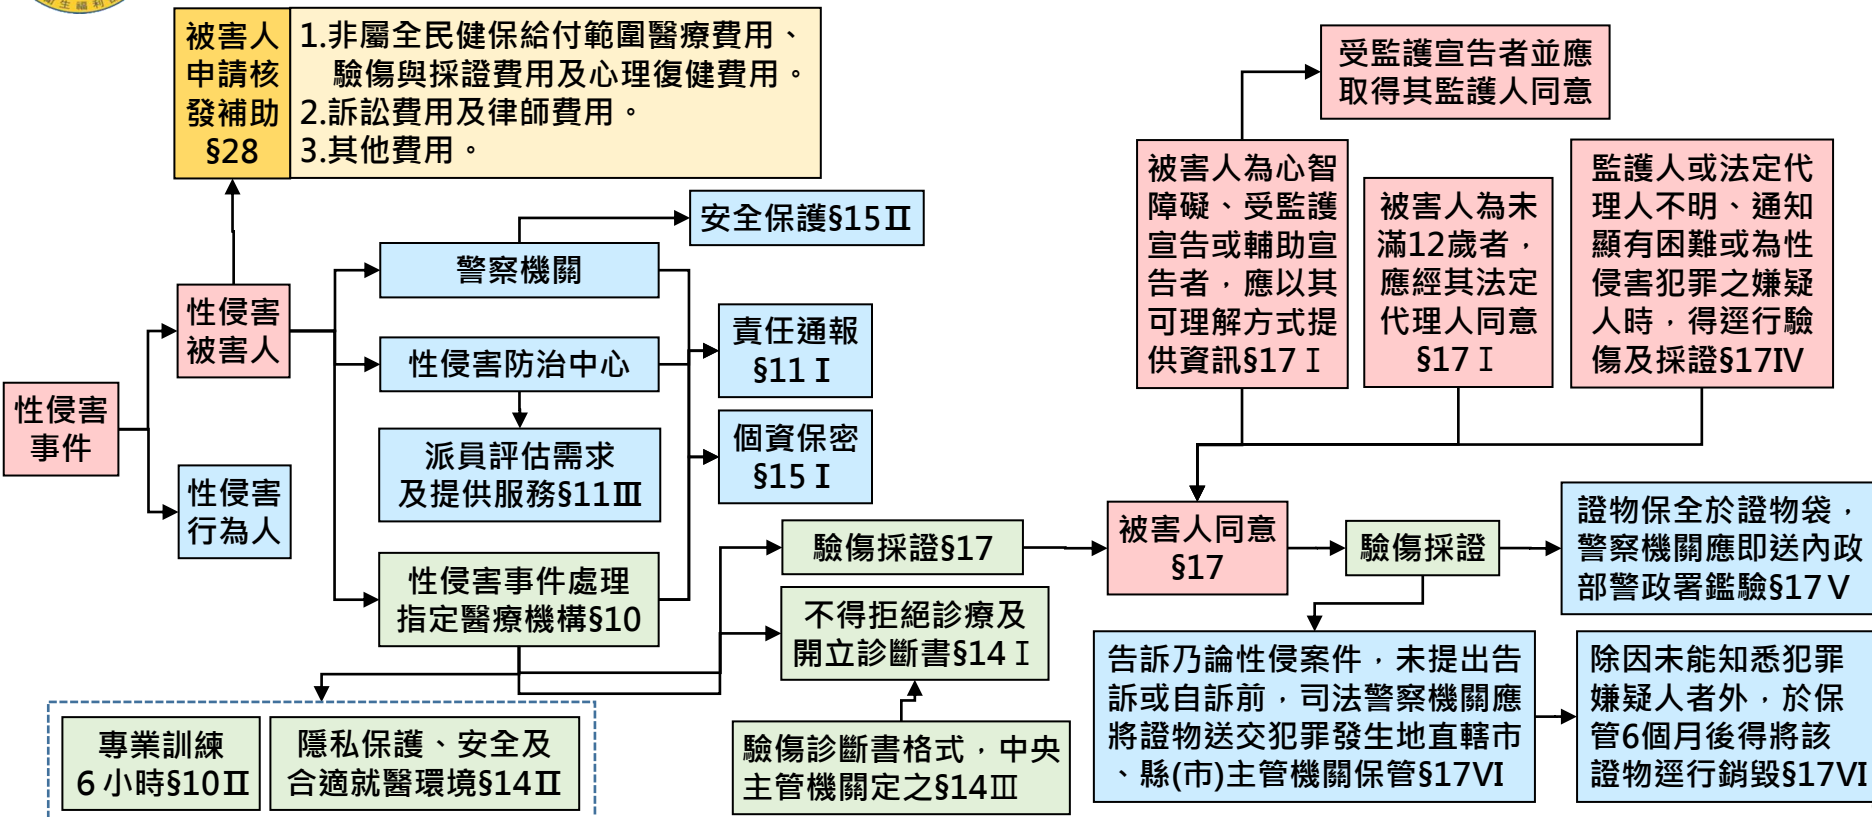 衛生福利
被害人
申請核
發補助
§28
1.非屬全民健保給付範圍醫療費用、
驗傷與採證費用及心理復健費用。
2.訴訟費用及律師費用。
3.其他費用。
安全保護§15Ⅱ
警察機關
性侵害
被害人
性侵害防治中心
責任通報
§11Ⅰ
性侵害
事件
派員評估需求
及提供服務§11Ⅲ
個資保密
§15Ⅰ
性侵害
行為人
性侵害事件處理
指定醫療機構§10
驗傷採證§17
不得拒絕診療及
開立診斷書§14Ⅰ
專業訓練
6小時§10Ⅱ
隱私保護、安全及
合適就醫環境§14Ⅱ
驗傷診斷書格式，中央
主管機關定之§14Ⅲ
受監護宣告者並應
取得其監護人同意
被害人為心智
障礙、受監護
宣告或輔助宣
告者，應以其
可理解方式提
供資訊§17Ⅰ
被害人為未
滿12歲者，
應經其法定
代理人同意
§17Ⅰ
監護人或法定代
理人不明、通知
顯有困難或為性
侵害犯罪之嫌疑
人時，得逕行驗
傷及採證§17IV
被害人同意
§17
驗傷採證
證物保全於證物袋，
警察機關應即送內政
部警政署鑑驗§17Ⅴ
告訴乃論性侵案件，未提出告
訴或自訴前，司法警察機關應
將證物送交犯罪發生地直轄市
、縣(市)主管機關保管§17VI
除因未能知悉犯罪
嫌疑人者外，於保
管6個月後得將該
證物逕行銷毀§17VI